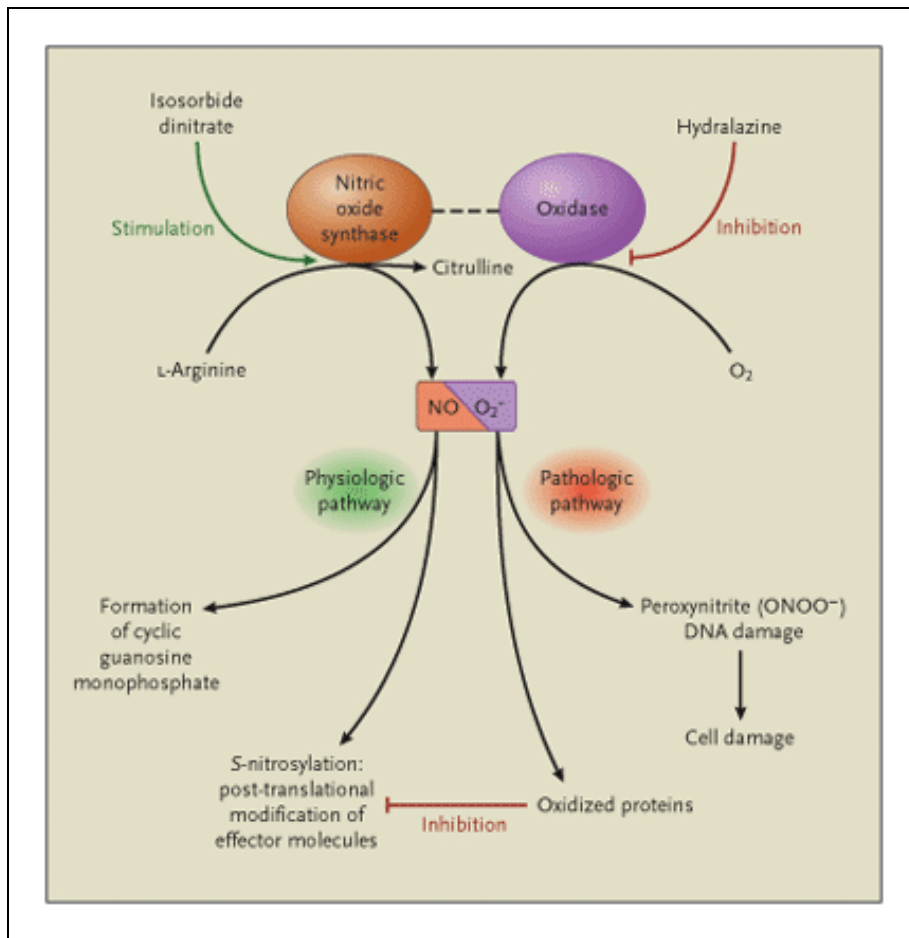 Isosorbide
dinitrate
Hydralazine
Nitric
oxide
synthase
Oxidase
Stimulation
Inhibition
Citrulline
L-Arginine
O₂
NO
O₂⁻
Physiologic
pathway
Pathologic
pathway
Formation
of cyclic
guanosine
monophosphate
Peroxynitrite (ONOO⁻)
DNA damage
Cell damage
S-nitrosylation:
post-translational
modification of
effector molecules
Inhibition
Oxidized proteins